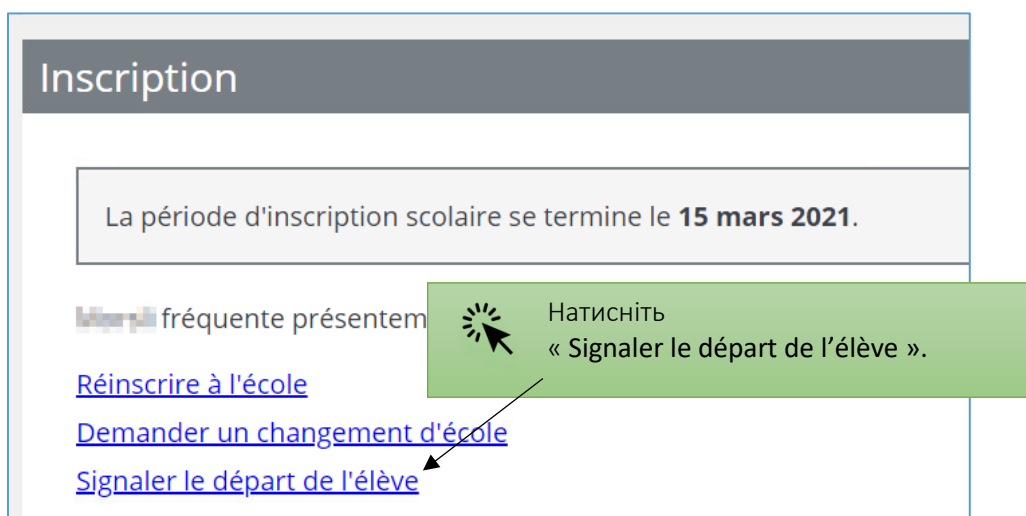 Inscription
La période d'inscription scolaire se termine le 15 mars 2021.
fréquente présentem
Натисніть
« Signaler le départ de l’élève ».
Réinscrire à l'école
Demander un changement d'école
Signaler le départ de l'élève